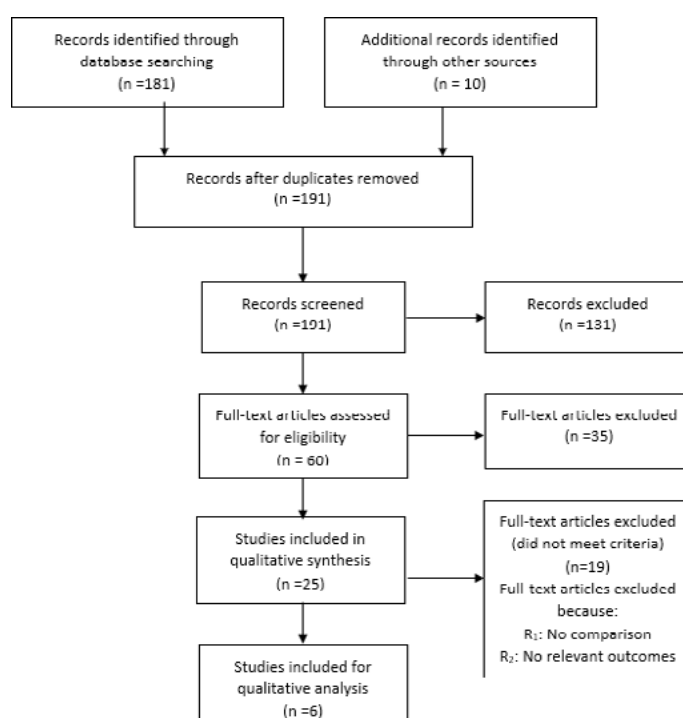 Records identified through
database searching
(n =181)
Additional records identified
through other sources
(n = 10)
Records after duplicates removed
(n =191)
Records screened
(n =191)
Records excluded
(n =131)
Full-text articles assessed
for eligibility
(n = 60)
Full-text articles excluded
(n =35)
Studies included in
qualitative synthesis
(n =25)
Full-text articles excluded
(did not meet criteria)
(n=19)
Full text articles excluded
because:
R₁: No comparison
R₂: No relevant outcomes
Studies included for
qualitative analysis
(n =6)